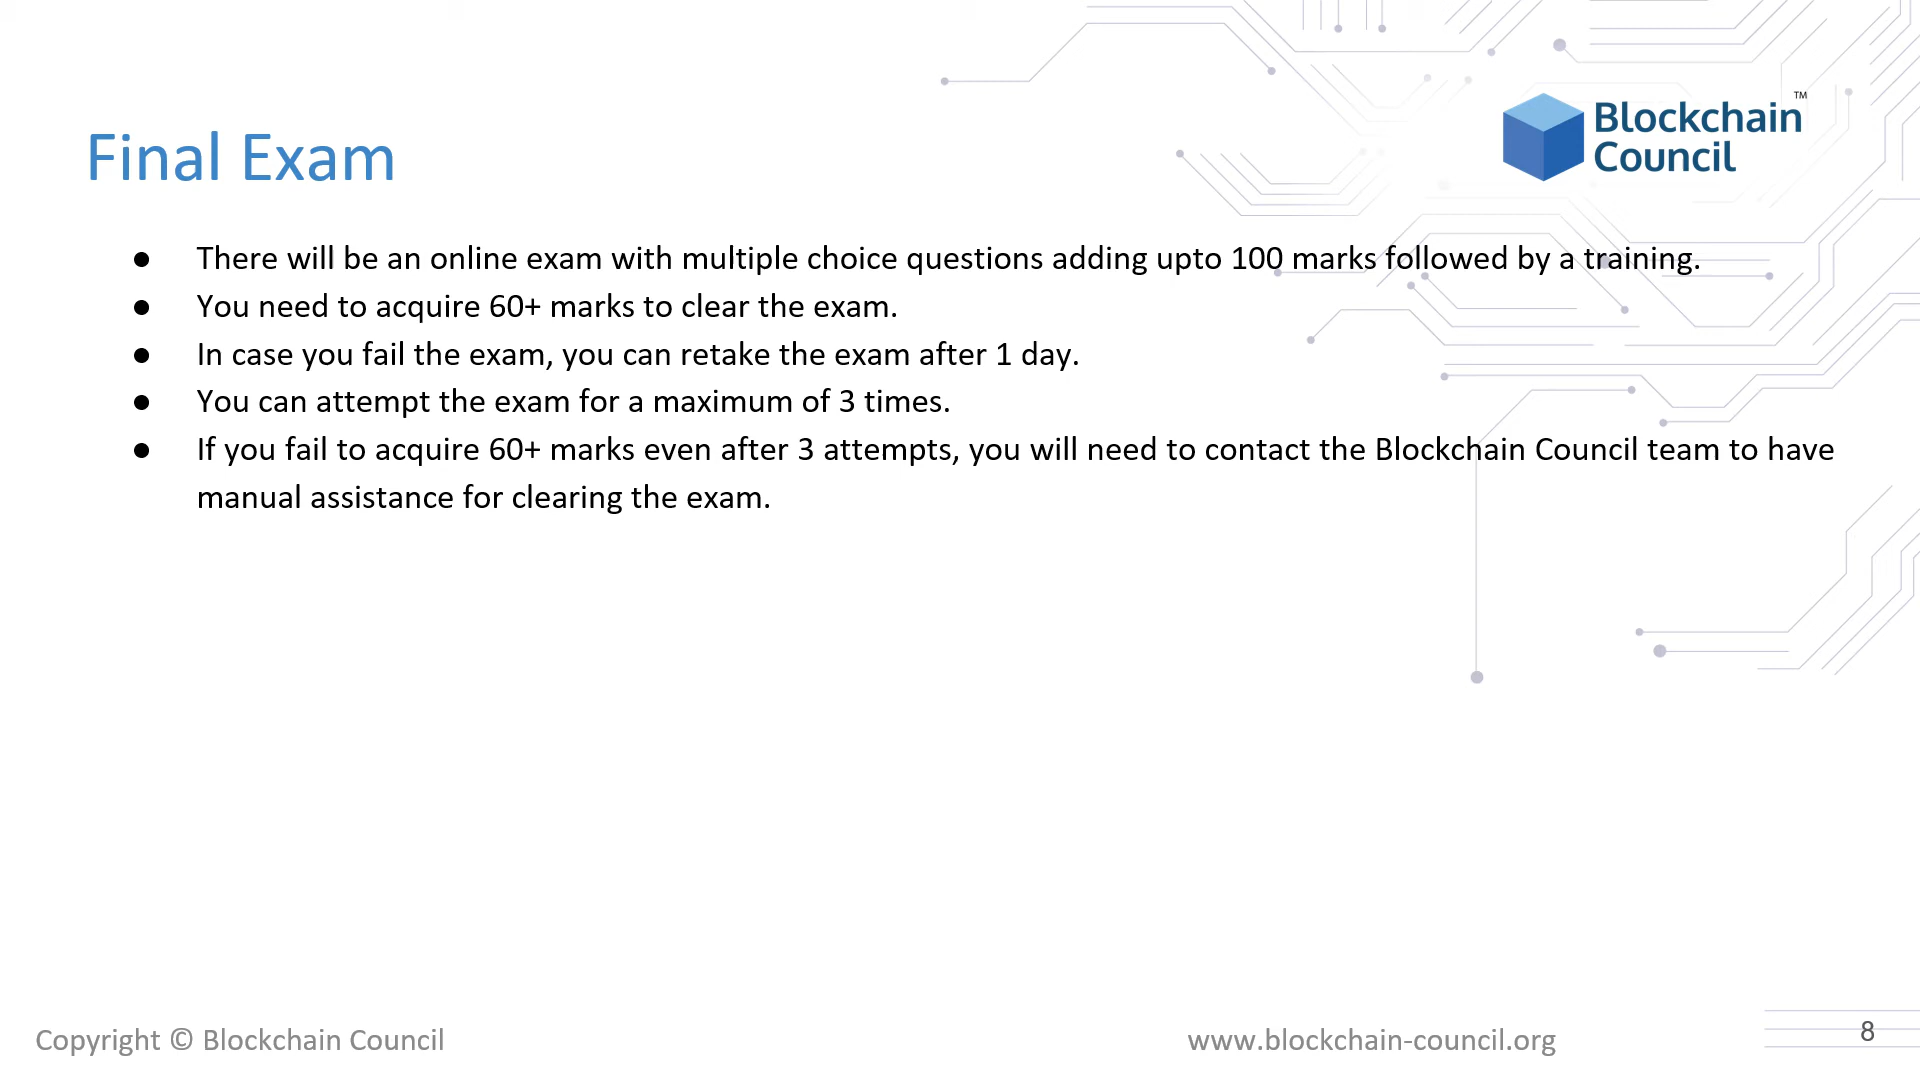 Final Exam
Blockchain™
Council
● There will be an online exam with multiple choice questions adding upto 100 marks followed by a training.
● You need to acquire 60+ marks to clear the exam.
● In case you fail the exam, you can retake the exam after 1 day.
● You can attempt the exam for a maximum of 3 times.
● If you fail to acquire 60+ marks even after 3 attempts, you will need to contact the Blockchain Council team to have
manual assistance for clearing the exam.
Copyright © Blockchain Council
www.blockchain-council.org
8